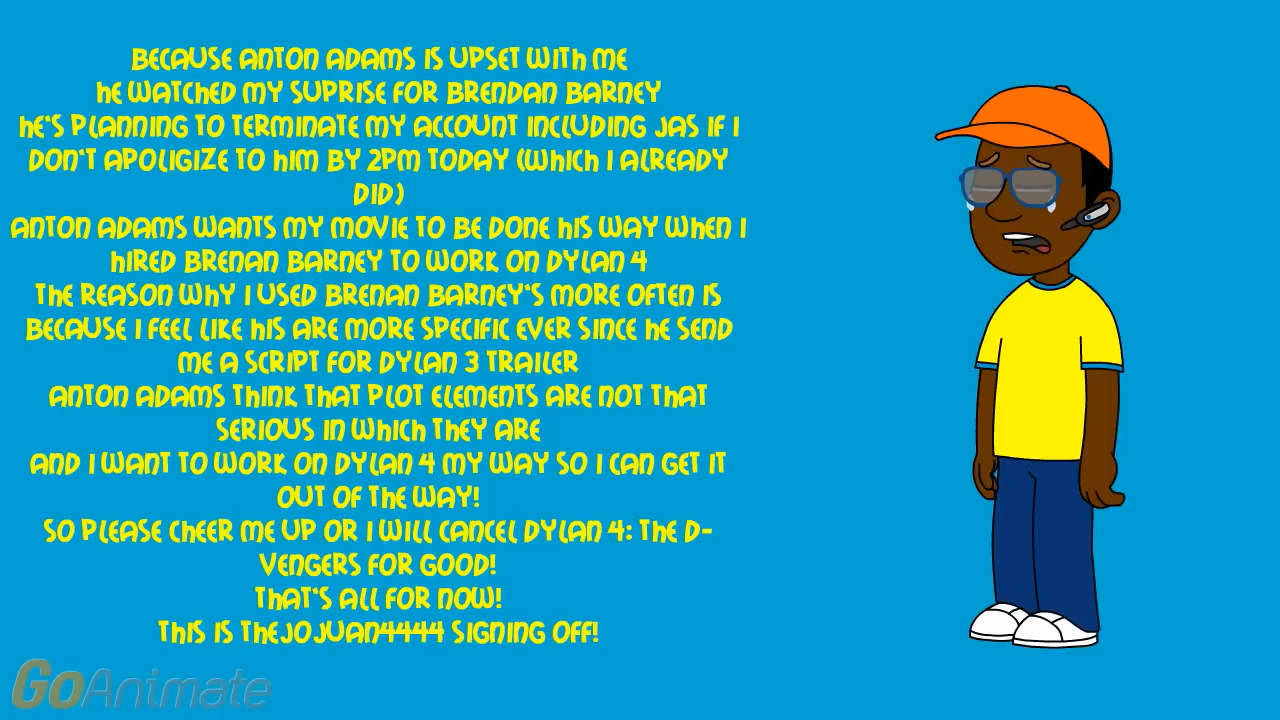 BECAUSE ANTON ADAMS IS UPSET WITH ME
HE WATCHED MY SUPRISE FOR BRENDAN BARNEY
HE'S PLANNING TO TERMINATE MY ACCOUNT INCLUDING JAS IF I
DON'T APOLIGIZE TO HIM BY 2PM TODAY (WHICH I ALREADY
DID)
ANTON ADAMS WANTS MY MOVIE TO BE DONE HIS WAY WHEN I
HIRED BRENAN BARNEY TO WORK ON DYLAN 4
THE REASON WHY I USED BRENAN BARNEY'S MORE OFTEN IS
BECAUSE I FEEL LIKE HIS ARE MORE SPECIFIC EVER SINCE HE SEND
ME A SCRIPT FOR DYLAN 3 TRAILER
ANTON ADAMS THINK THAT PLOT ELEMENTS ARE NOT THAT
SERIOUS IN WHICH THEY ARE
AND I WANT TO WORK ON DYLAN 4 MY WAY SO I CAN GET IT
OUT OF THE WAY!
SO PLEASE CHEER ME UP OR I WILL CANCEL DYLAN 4: THE D-
VENGERS FOR GOOD!
THAT'S ALL FOR NOW!
THIS IS THEJOJUAN4444 SIGNING OFF!
GoAnimate